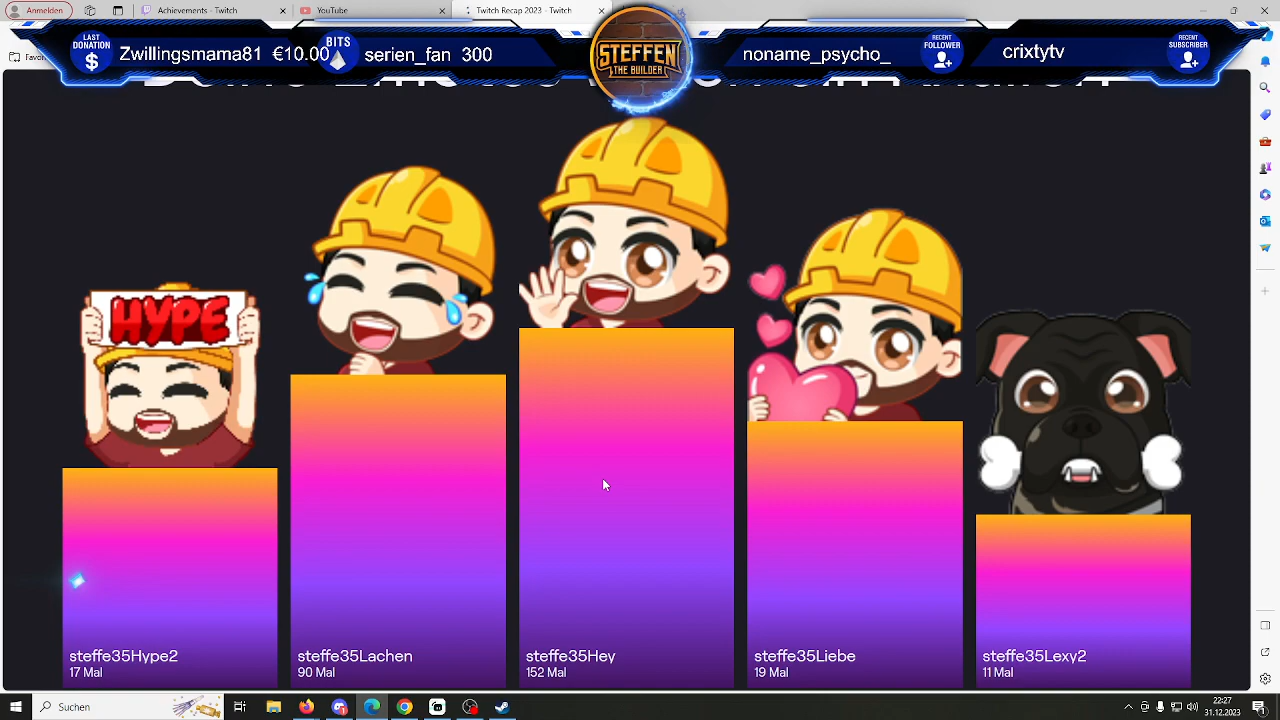 Anmelden
Achievements - Twitch
YouTube
Twitch Recap 2023 - Twitch
Favor
LAST
DONATION
$
Zwillingsmama81 €10.00
BITS
serien_fan 300
STEFFEN
THE BUILDER
noname_psycho_
RECENT
FOLLOWER
crixtytv
RECENT
SUBSCRIBER
HYPE
steffe35Hype2
17 Mal
steffe35Lachen
90 Mal
steffe35Hey
152 Mal
steffe35Liebe
19 Mal
steffe35Lexy2
11 Mal
Suchen
22:27
31.12.2023